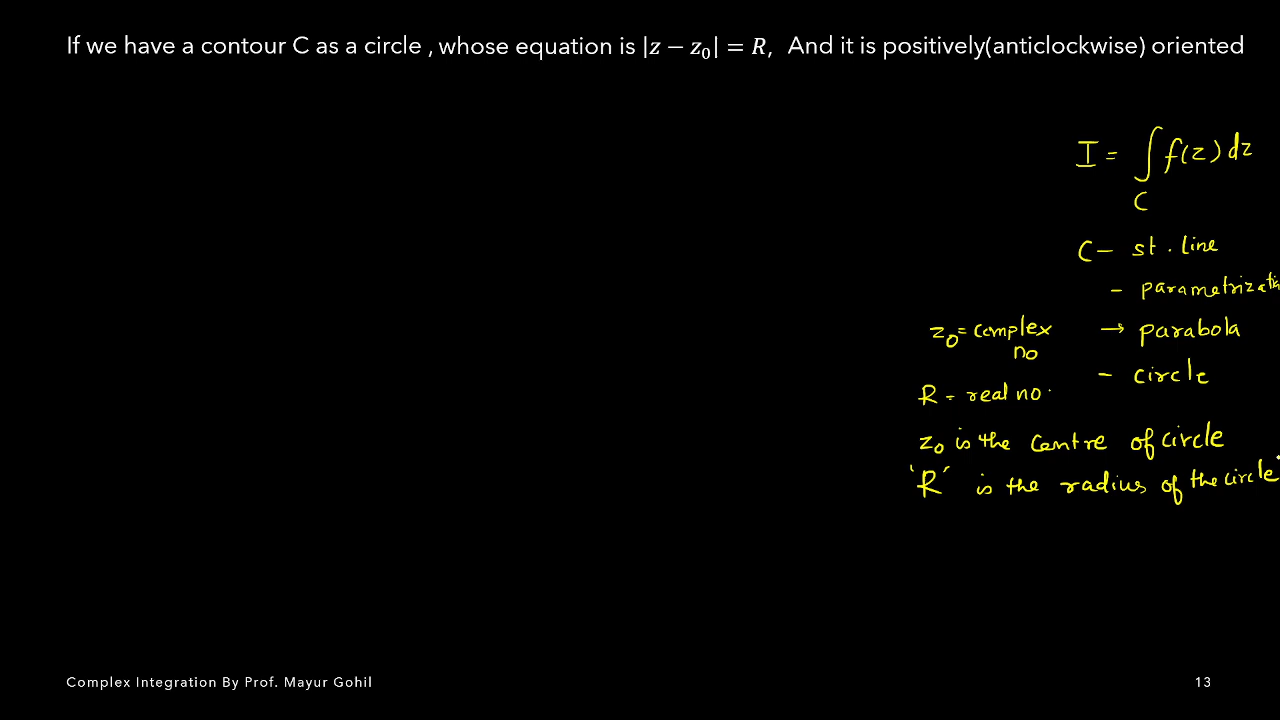 If we have a contour C as a circle , whose equation is |z − z₀| = R, And it is positively(anticlockwise) oriented
I = ∫ f(z) dz
C
C – st. line
- parametrizatin
z₀ = complex no
→ parabola
- circle
R = real no.
z₀ is the centre of circle
'R' is the radius of the circle
Complex Integration By Prof. Mayur Gohil
13